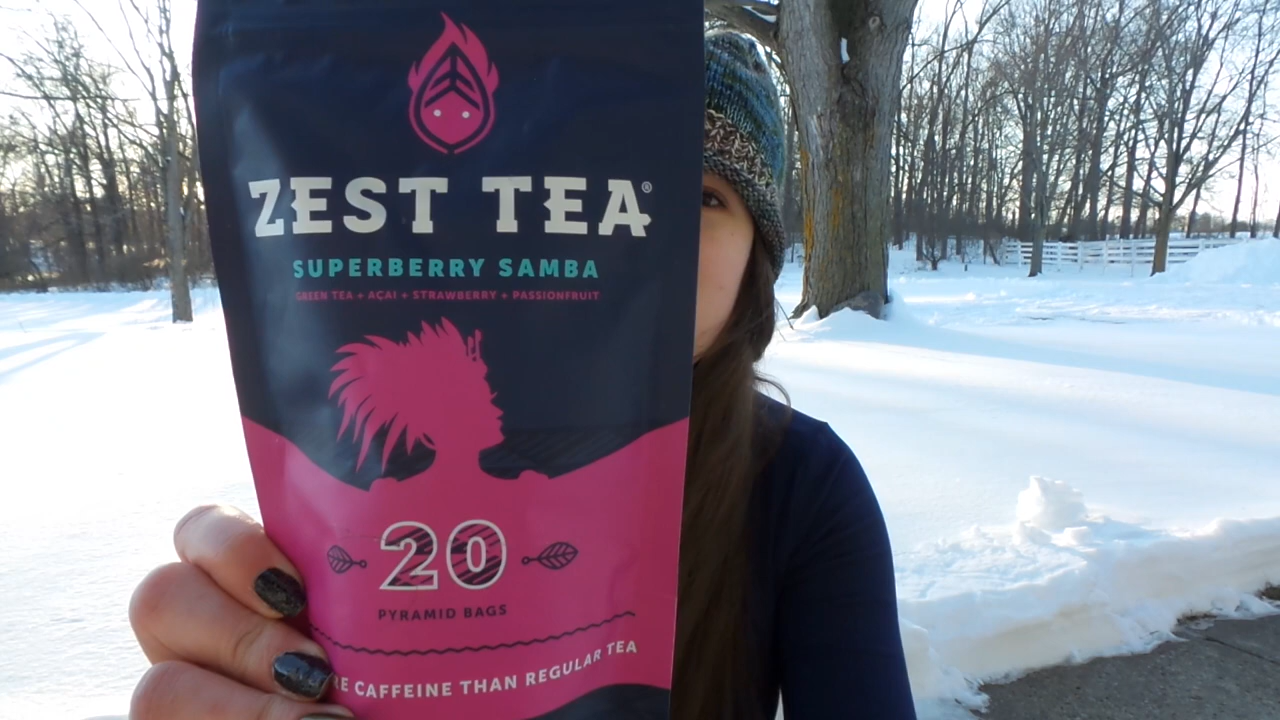 ZEST TEA®
SUPERBERRY SAMBA
GREEN TEA + AÇAI + STRAWBERRY + PASSIONFRUIT
20
PYRAMID BAGS
CAFFEINE THAN REGULAR TEA